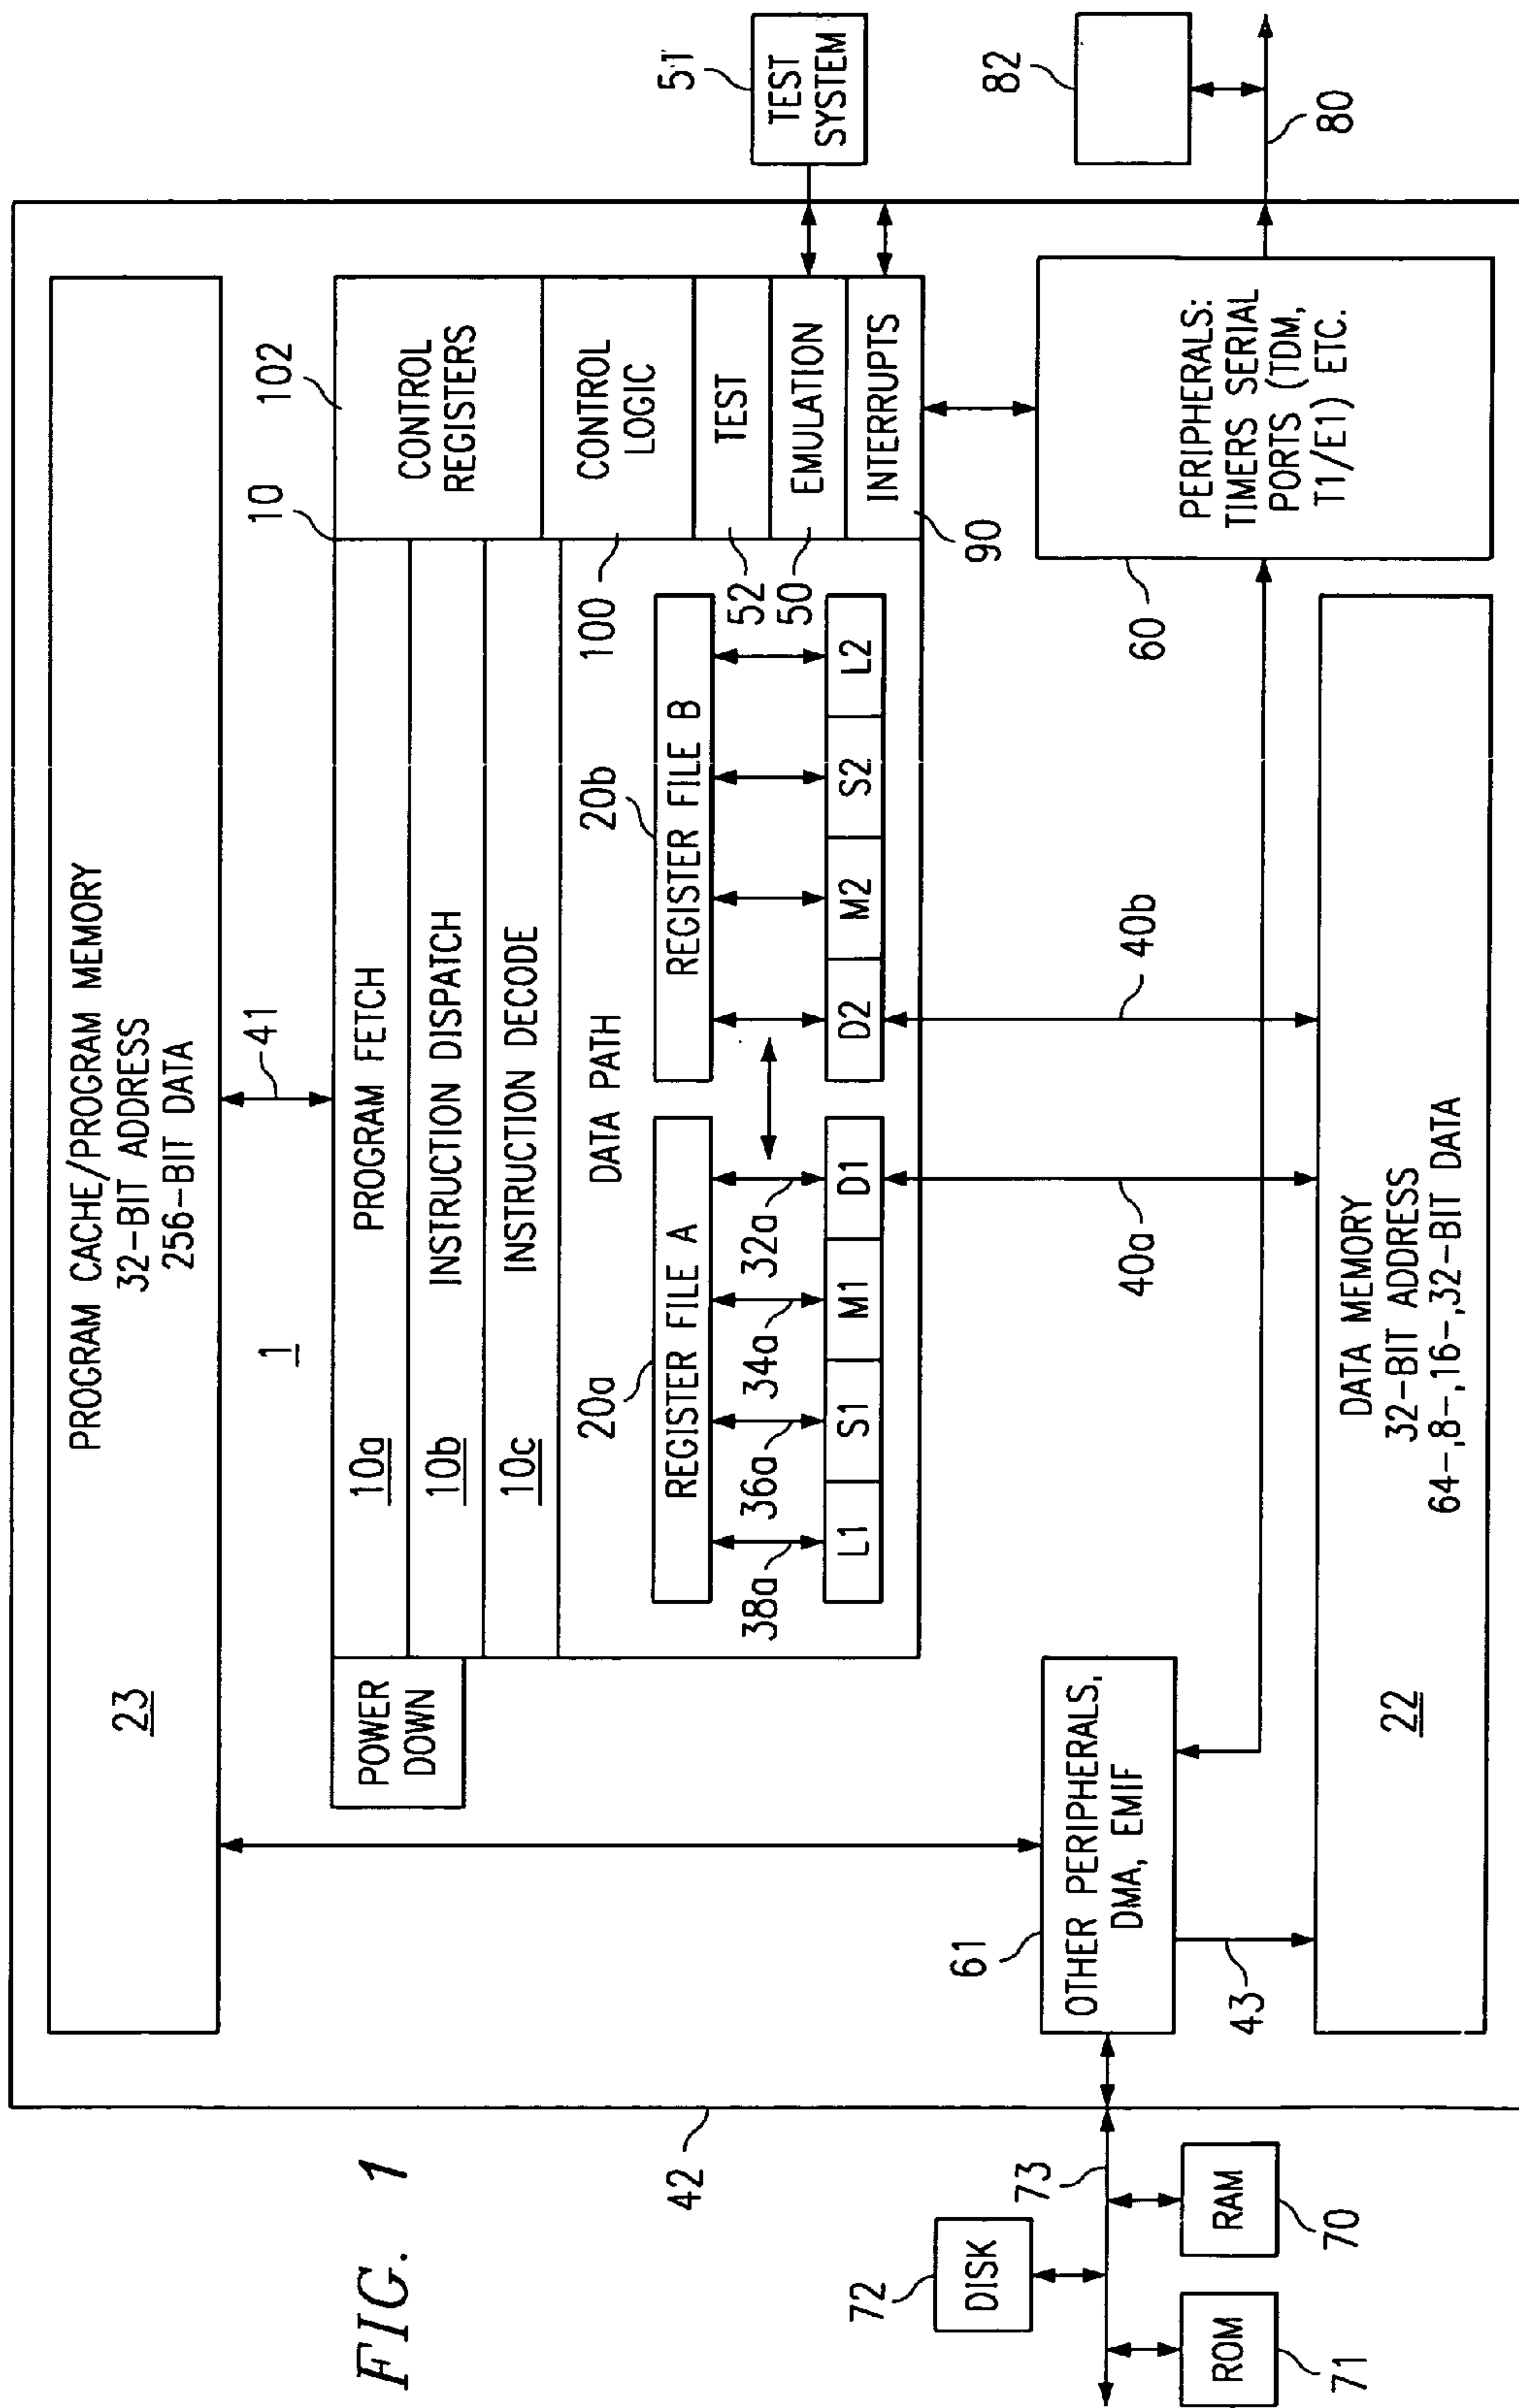 FIG. 1
42
PROGRAM CACHE/PROGRAM MEMORY
32-BIT ADDRESS
256-BIT DATA
23
41
1
POWER
DOWN
10
102
10a
PROGRAM FETCH
10b
INSTRUCTION DISPATCH
10c
INSTRUCTION DECODE
DATA PATH
CONTROL
REGISTERS
CONTROL
LOGIC
TEST
EMULATION
INTERRUPTS
100
52
50
90
20a
REGISTER FILE A
20b
REGISTER FILE B
38a
36a
34a
32a
L1
S1
M1
D1
D2
M2
S2
L2
51
TEST
SYSTEM
40a
40b
61
OTHER PERIPHERALS,
DMA, EMIF
43
60
PERIPHERALS:
TIMERS SERIAL
PORTS (TDM,
T1/E1) ETC.
82
80
DATA MEMORY
32-BIT ADDRESS
64-,8-,16-,32-BIT DATA
22
72
DISK
73
ROM
71
RAM
70